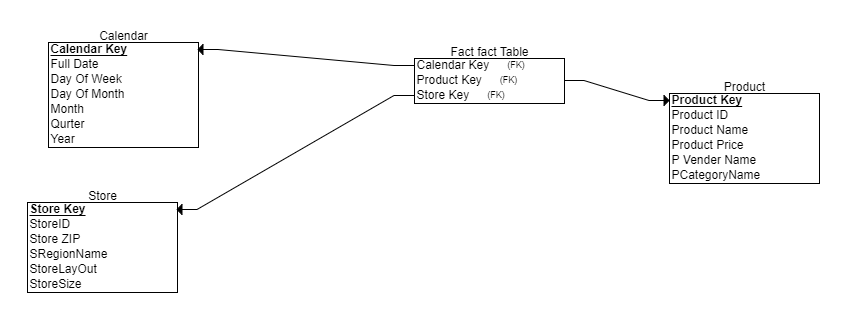 Calendar
Calendar Key
Full Date
Day Of Week
Day Of Month
Month
Qurter
Year
Fact fact Table
Calendar Key (FK)
Product Key (FK)
Store Key (FK)
Product
Product Key
Product ID
Product Name
Product Price
P Vender Name
PCategoryName
Store
Store Key
StoreID
Store ZIP
SRegionName
StoreLayOut
StoreSize